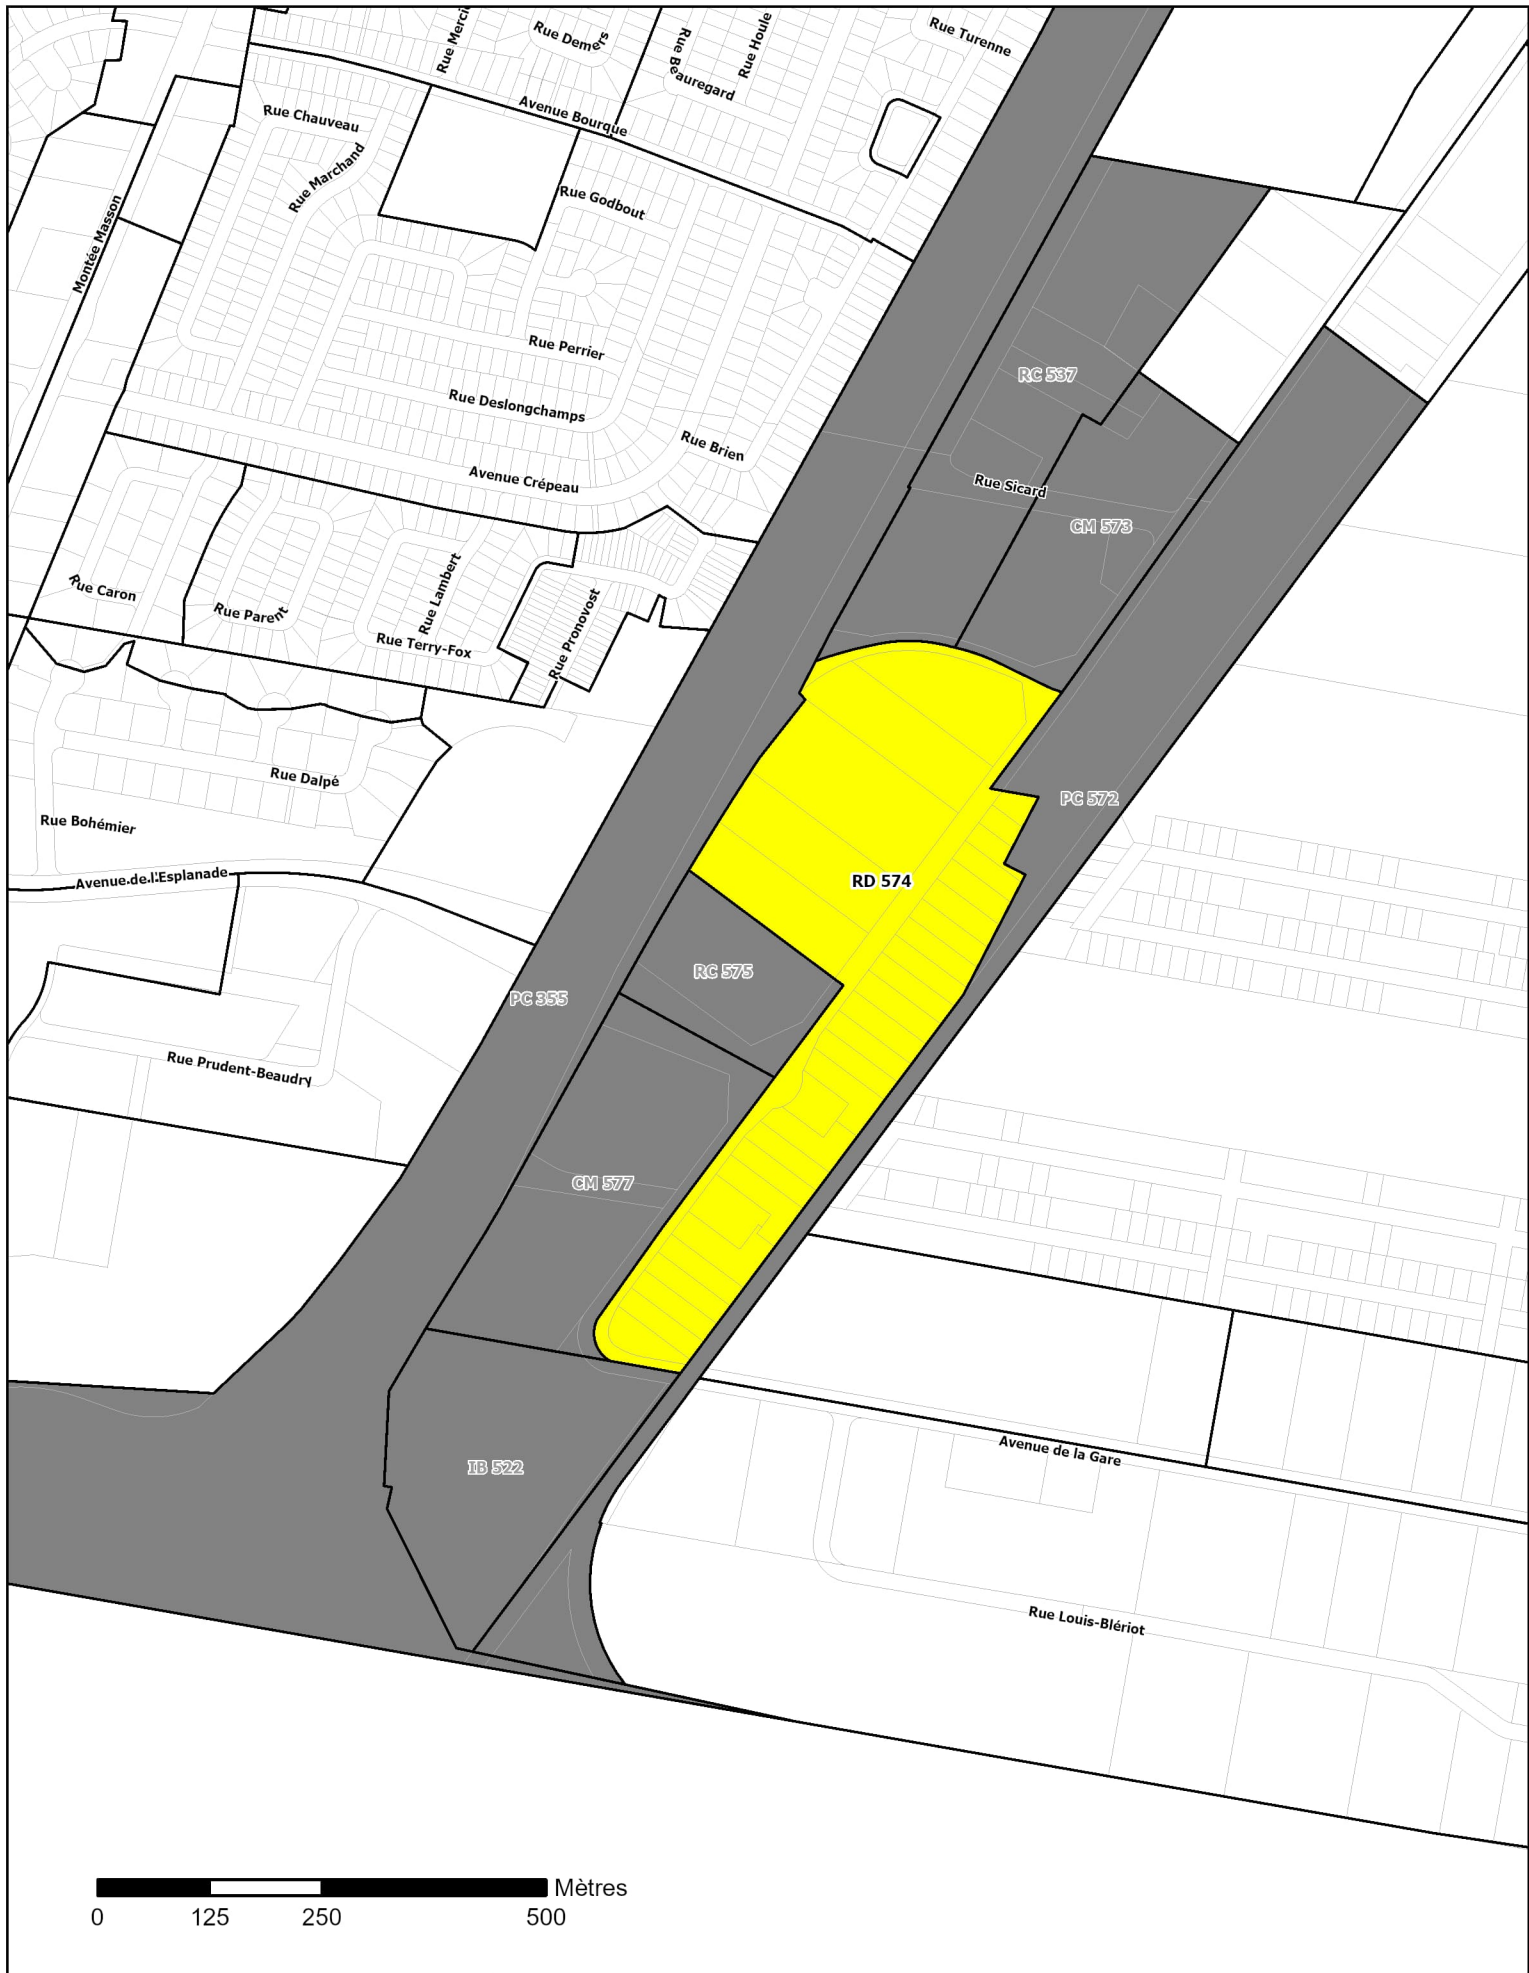 Rue Mercie
Rue Demers
Rue Beauregard
Rue Houle
Rue Turenne
Rue Chauveau
Avenue Bourque
Rue Marchand
Rue Godbout
Montée Masson
Rue Perrier
RC 537
Rue Deslongchamps
Rue Brien
Avenue Crépeau
Rue Sicard
CM 573
Rue Caron
Rue Parent
Rue Lambert
Rue Terry-Fox
Rue Pronovost
Rue Dalpé
PC 572
Rue Bohémier
Avenue de l'Esplanade
RD 574
RC 575
PC 355
Rue Prudent-Beaudry
CM 577
Avenue de la Gare
IB 522
Rue Louis-Blériot
Mètres
0 125 250 500